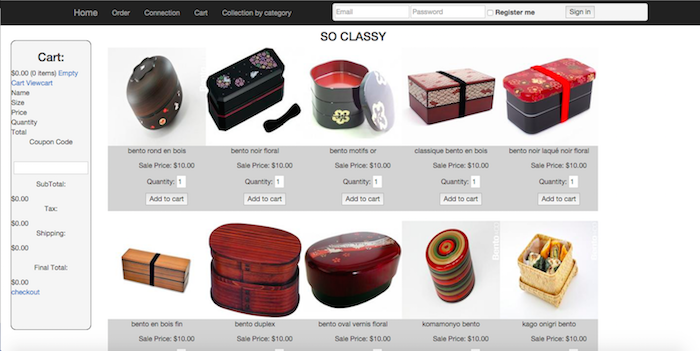 Home Order Connection Cart Collection by category Email Password Register me Sign in
SO CLASSY
Cart:
$0.00 (0 items) Empty
Cart Viewcart
Name
Size
Price
Quantity
Total
Coupon Code
SubTotal:
$0.00
Tax:
$0.00
Shipping:
$0.00
Final Total:
$0.00
checkout
bento rond en bois
Sale Price: $10.00
Quantity: 1
Add to cart
bento noir floral
Sale Price: $10.00
Quantity: 1
Add to cart
bento motifs or
Sale Price: $10.00
Quantity: 1
Add to cart
classique bento en bois
Sale Price: $10.00
Quantity: 1
Add to cart
bento noir laqué noir floral
Sale Price: $10.00
Quantity: 1
Add to cart
bento en bois fin
Sale Price: $10.00
bento duplex
Sale Price: $10.00
bento oval vernis floral
Sale Price: $10.00
komamonyo bento
Sale Price: $10.00
kago onigri bento
Sale Price: $10.00